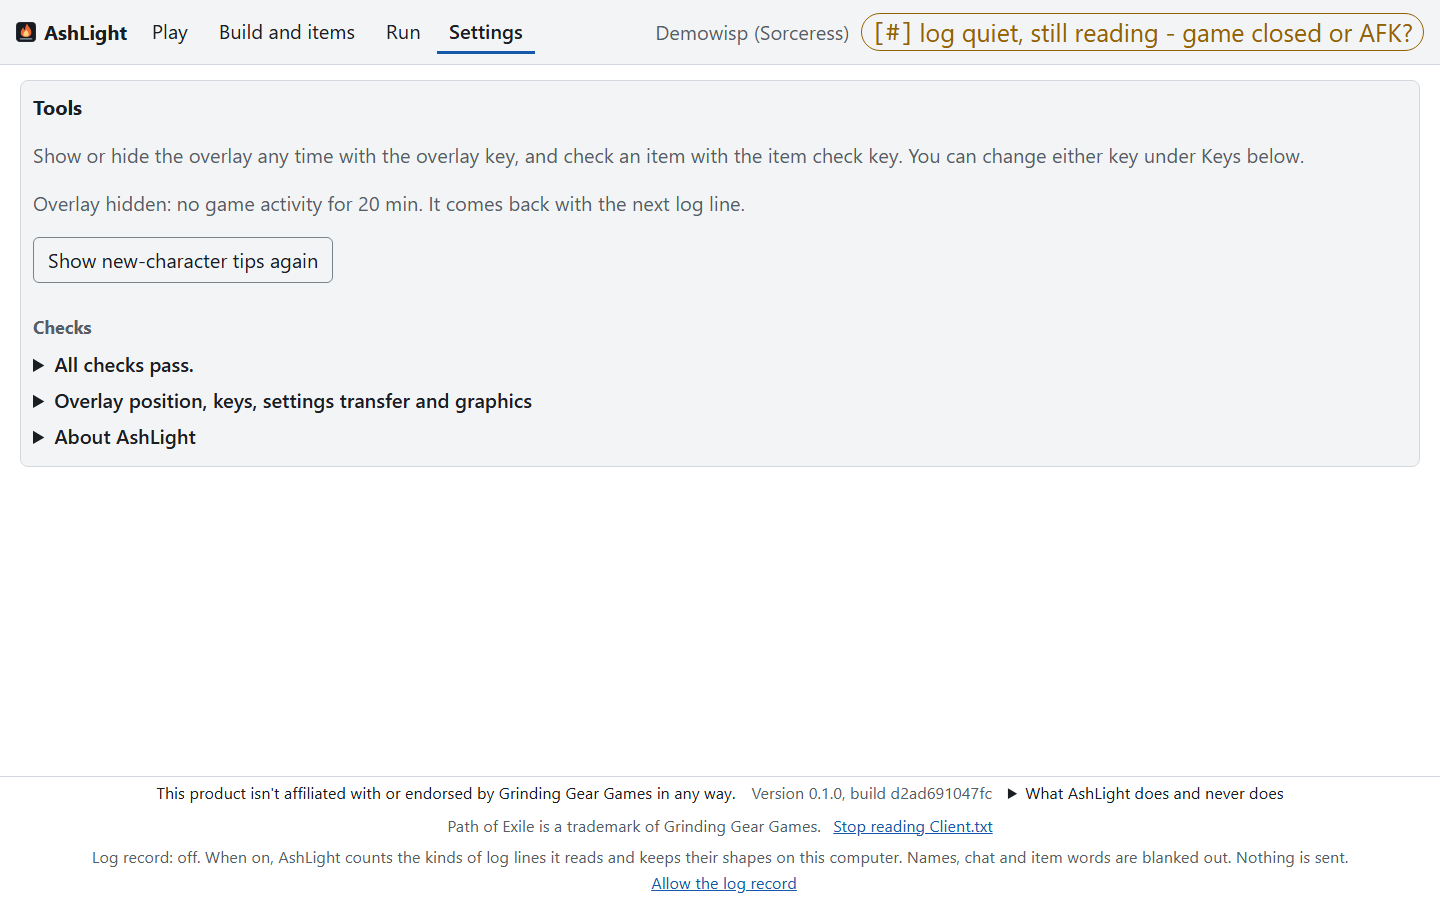 AshLight Play Build and items Run Settings Demowisp (Sorceress) [#] log quiet, still reading - game closed or AFK?
Tools
Show or hide the overlay any time with the overlay key, and check an item with the item check key. You can change either key under Keys below.
Overlay hidden: no game activity for 20 min. It comes back with the next log line.
Show new-character tips again
Checks
All checks pass.
Overlay position, keys, settings transfer and graphics
About AshLight
This product isn't affiliated with or endorsed by Grinding Gear Games in any way. Version 0.1.0, build d2ad691047fc What AshLight does and never does
Path of Exile is a trademark of Grinding Gear Games. Stop reading Client.txt
Log record: off. When on, AshLight counts the kinds of log lines it reads and keeps their shapes on this computer. Names, chat and item words are blanked out. Nothing is sent.
Allow the log record